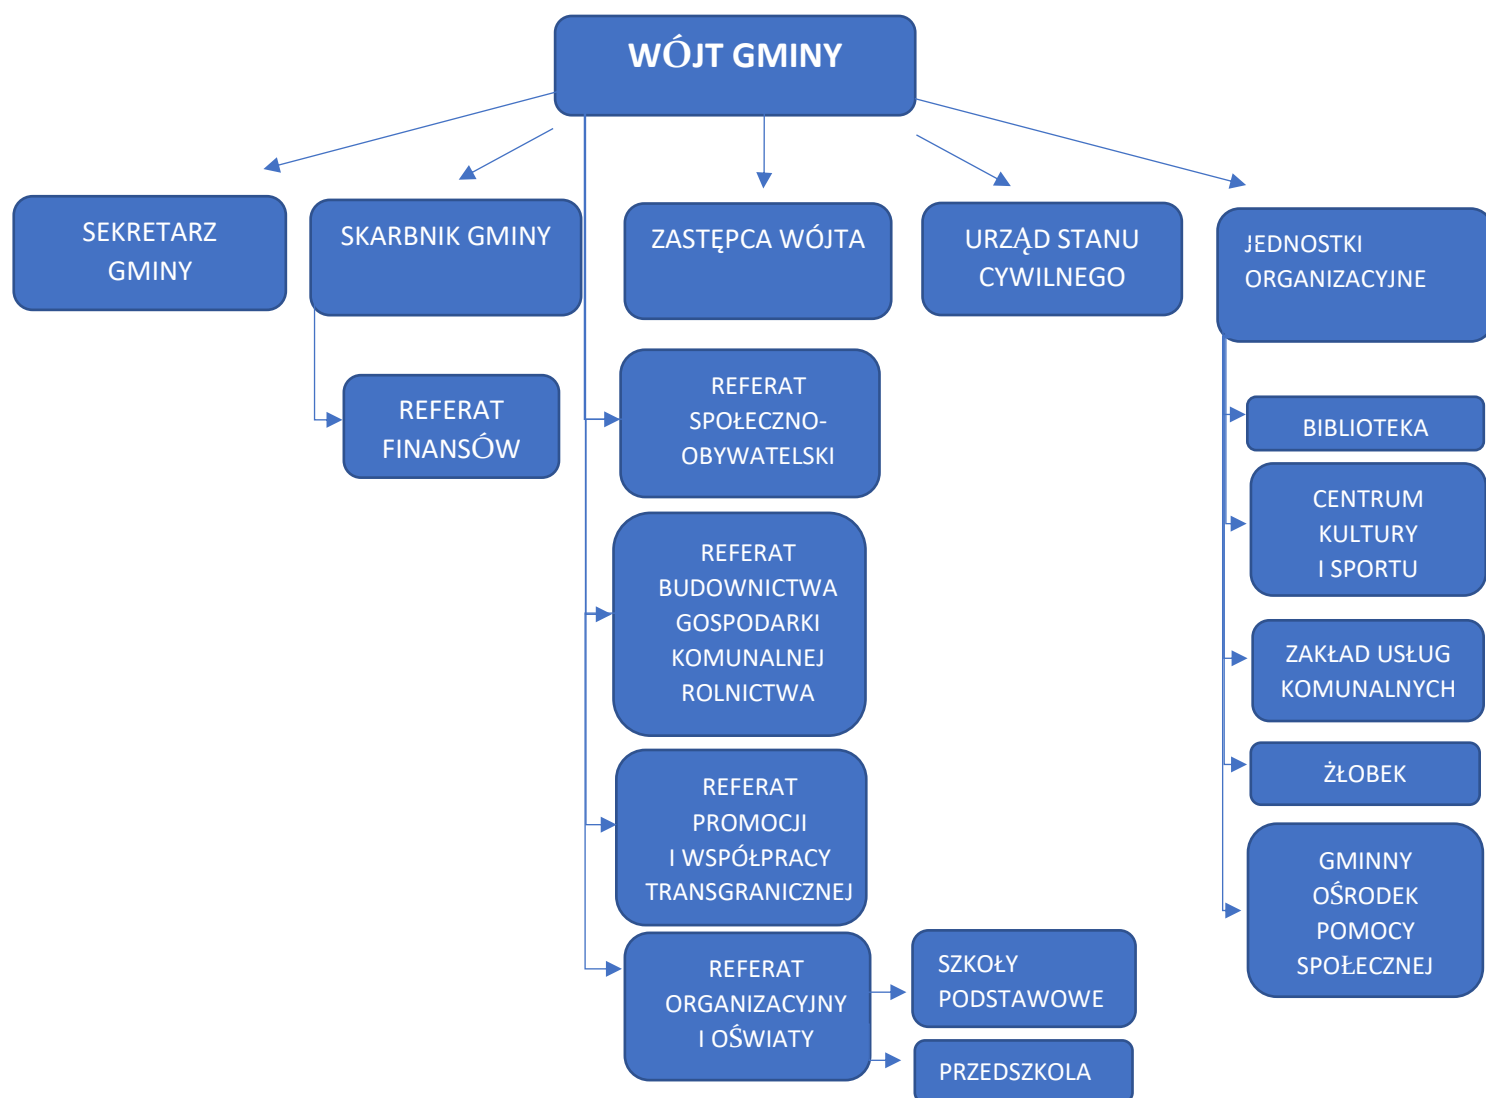 WÓJT GMINY
SEKRETARZ
GMINY
SKARBNIK GMINY
ZASTĘPCA WÓJTA
URZĄD STANU
CYWILNEGO
JEDNOSTKI
ORGANIZACYJNE
REFERAT
FINANSÓW
REFERAT
SPOŁECZNO-
OBYWATELSKI
REFERAT
BUDOWNICTWA
GOSPODARKI
KOMUNALNEJ
ROLNICTWA
REFERAT
PROMOCJI
I WSPÓŁPRACY
TRANSGRANICZNEJ
REFERAT
ORGANIZACYJNY
I OŚWIATY
SZKOŁY
PODSTAWOWE
PRZEDSZKOLA
BIBLIOTEKA
CENTRUM
KULTURY
I SPORTU
ZAKŁAD USŁUG
KOMUNALNYCH
ŻŁOBEK
GMINNY
OŚRODEK
POMOCY
SPOŁECZNEJ